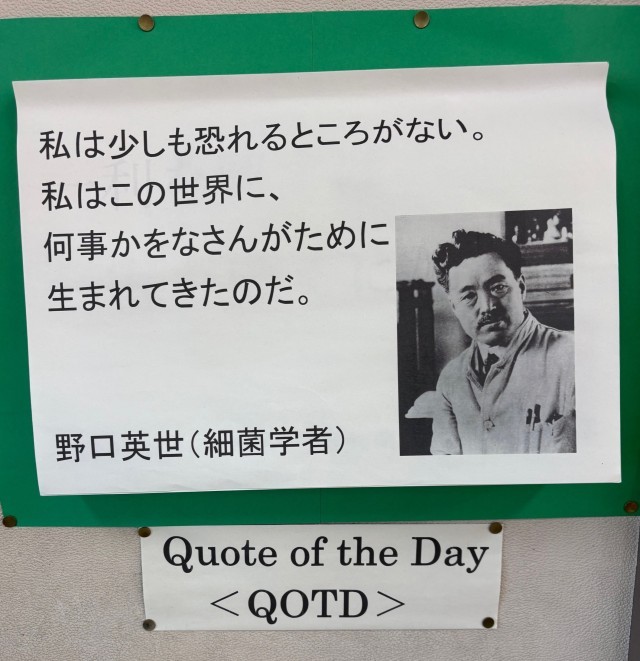 私は少しも恐れるところがない。
私はこの世界に、
何事かをなさんがために
生まれてきたのだ。
野口英世（細菌学者）
Quote of the Day
＜QOTD＞